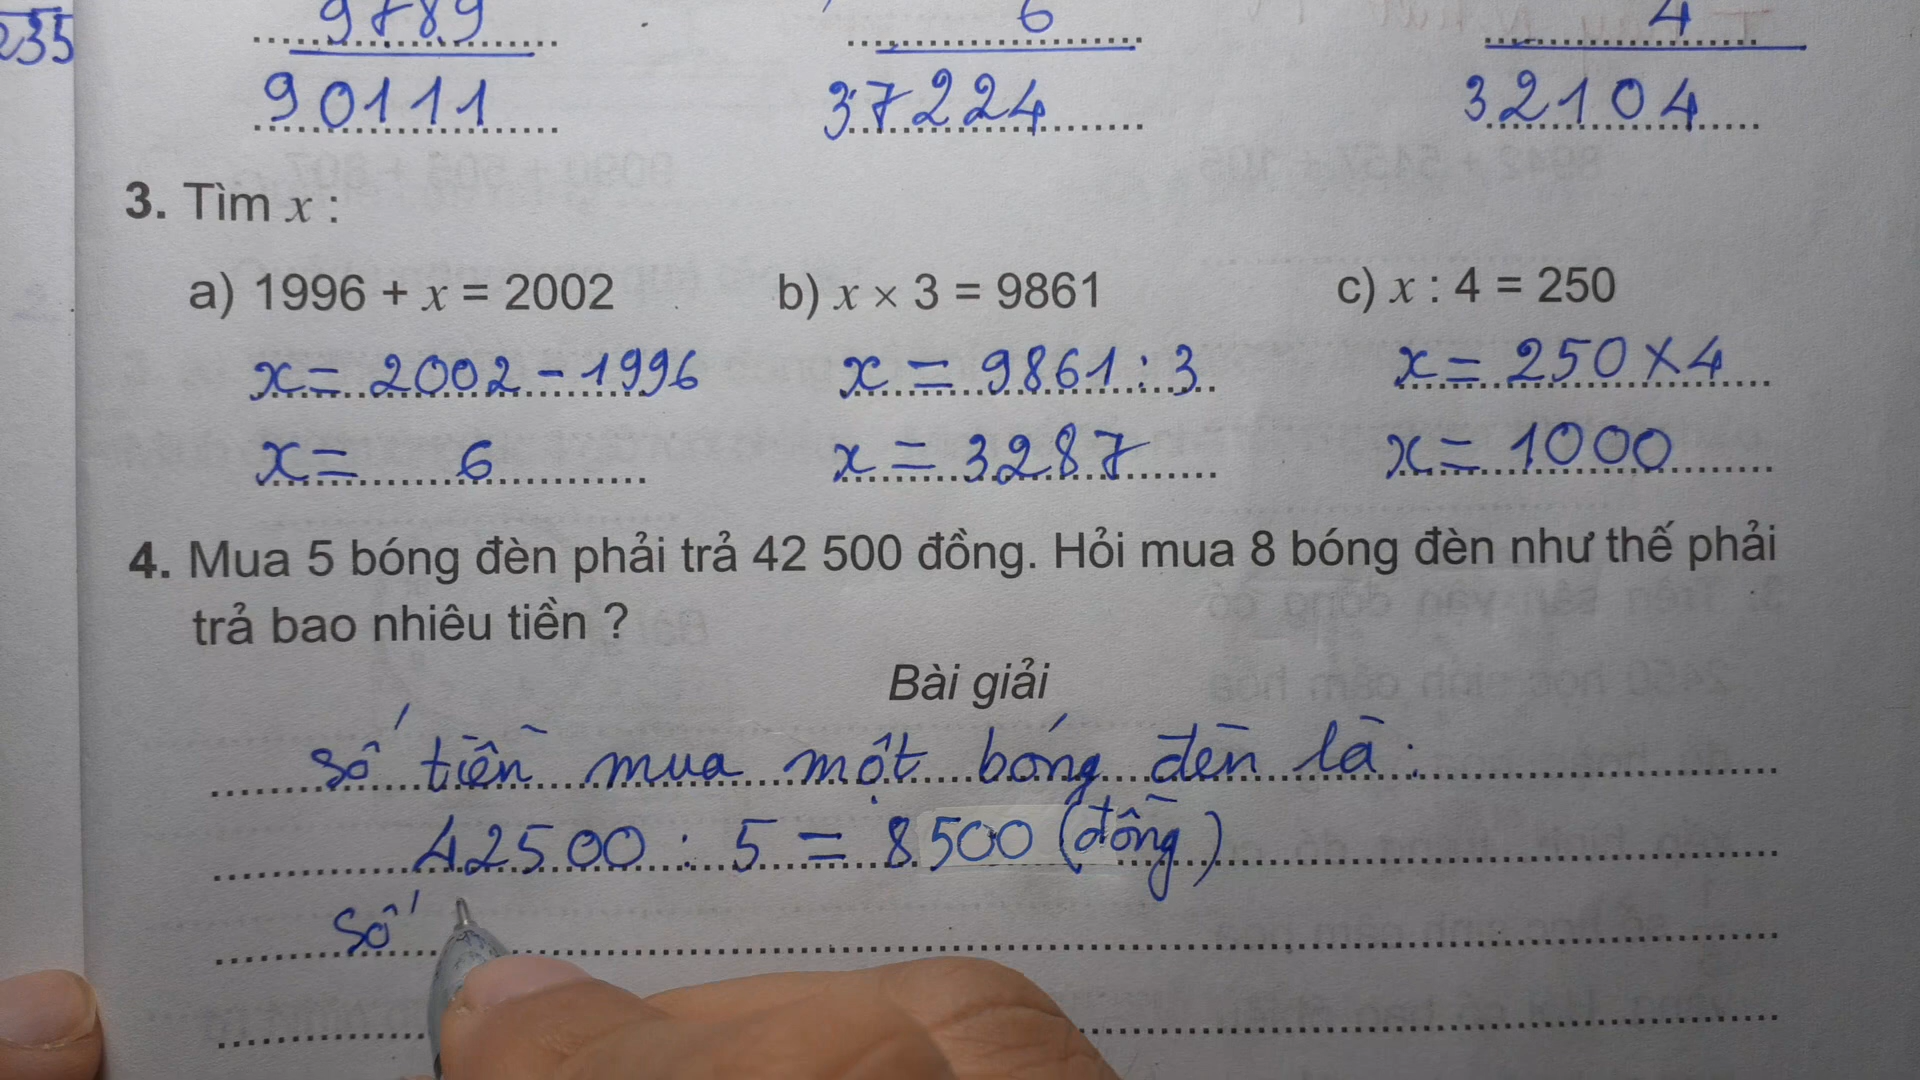 235 9789 6 4
90111 37224 32104
3. Tìm x :
a) 1996 + x = 2002 b) x × 3 = 9861 c) x : 4 = 250
x = 2002 - 1996 x = 9861 : 3 x = 250 × 4
x = 6 x = 3287 x = 1000
4. Mua 5 bóng đèn phải trả 42 500 đồng. Hỏi mua 8 bóng đèn như thế phải
trả bao nhiêu tiền ?
Bài giải
Số tiền mua một bóng đèn là :
42500 : 5 = 8500 (đồng)
Số